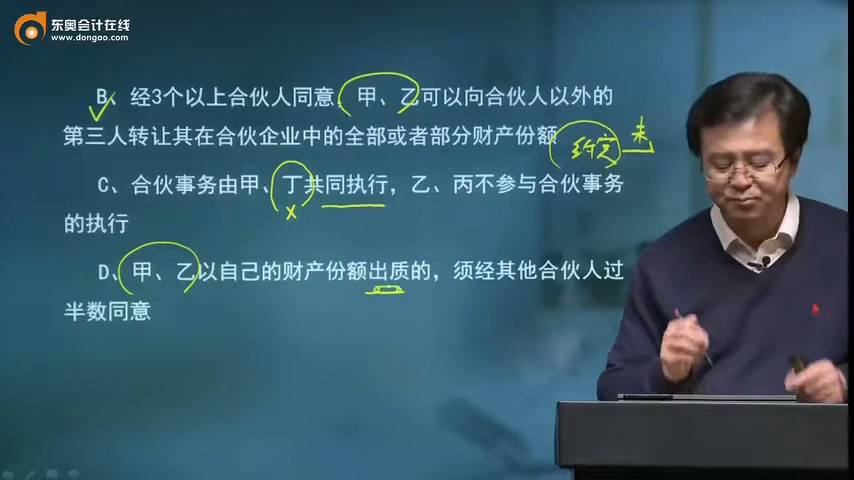 东奥会计在线
www.dongao.com
B、经3个以上合伙人同意，甲、乙可以向合伙人以外的
第三人转让其在合伙企业中的全部或者部分财产份额
约定 未
C、合伙事务由甲、丁共同执行，乙、丙不参与合伙事务
的执行
x
D、甲、乙以自己的财产份额出质的，须经其他合伙人过
半数同意